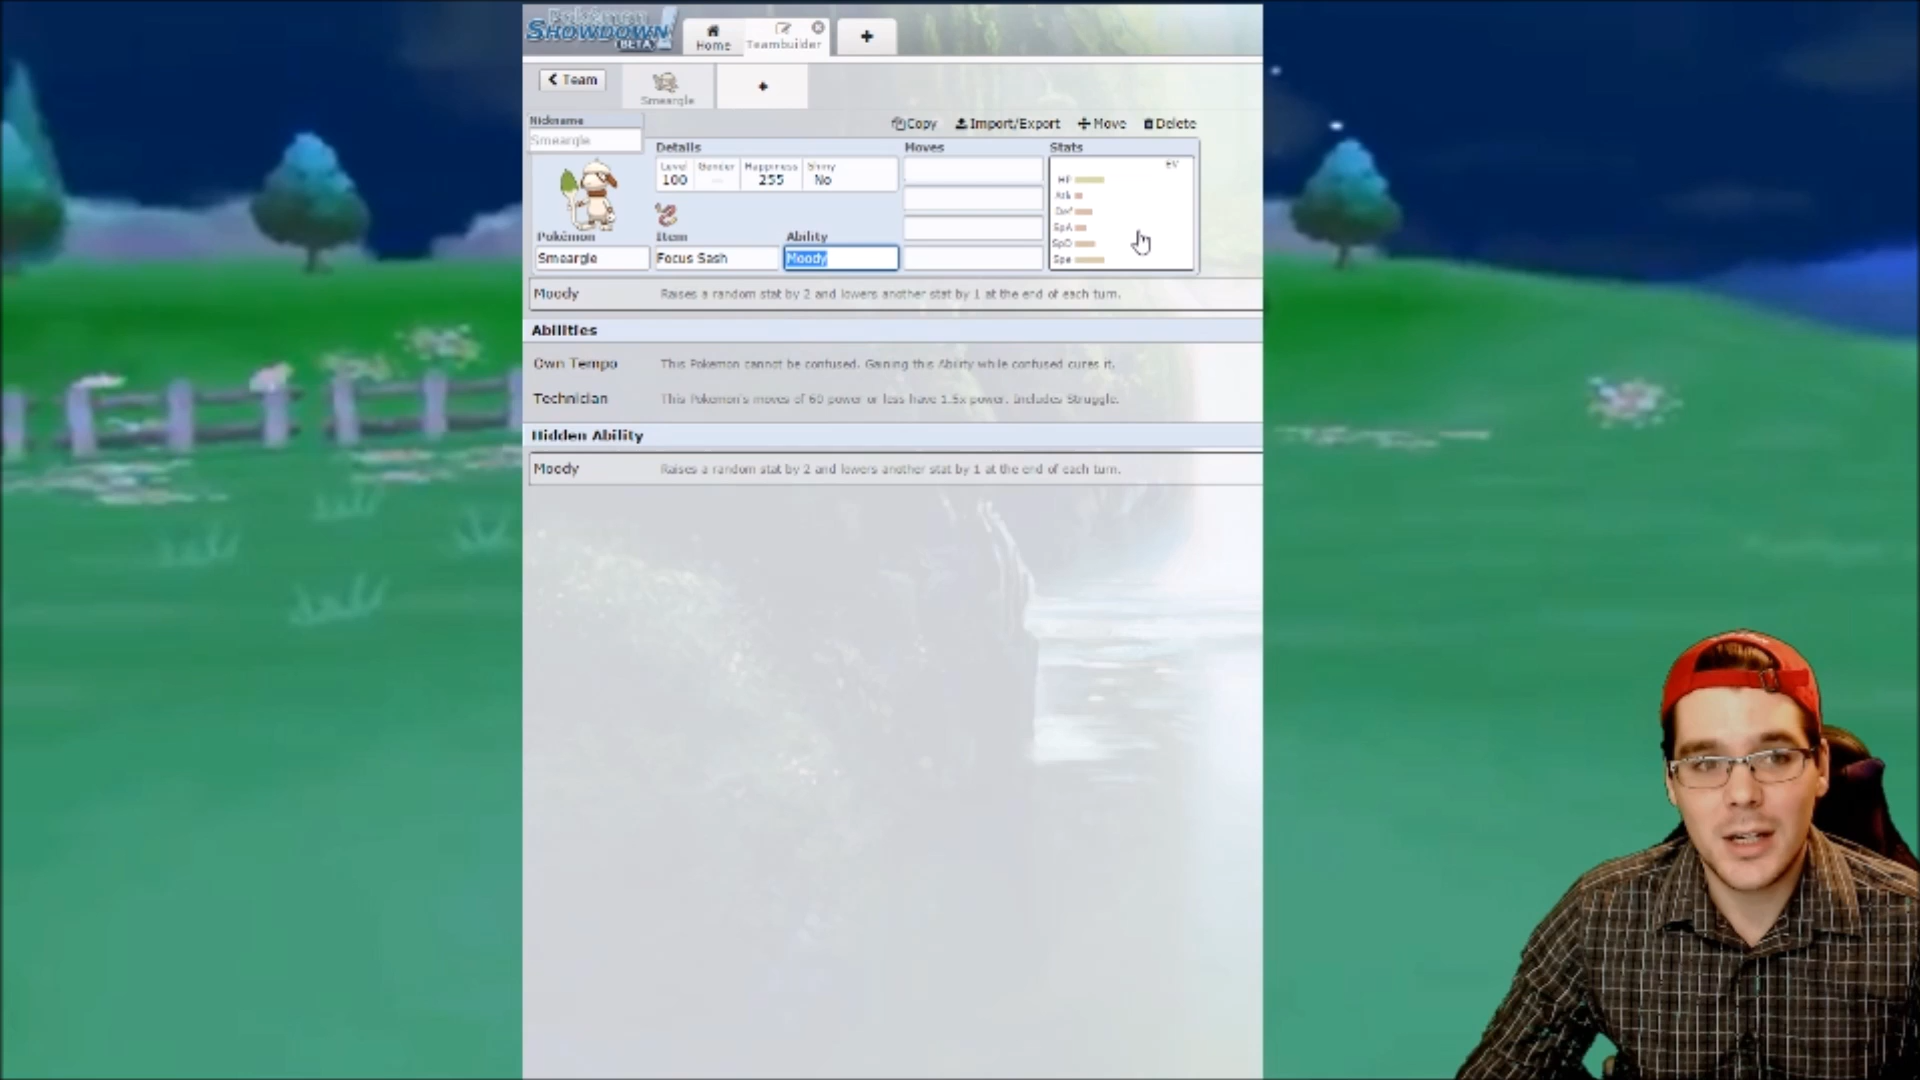 Pokémon
SHOWDOWN
BETA
Home
Teambuilder
+
Team
Smeargle
+
Nickname
Smeargle
Copy
Import/Export
Move
Delete
Details
Moves
Stats
Level
Gender
Happiness
Shiny
100
—
255
No
EV
HP
Atk
Def
SpA
SpD
Spe
Pokémon
Item
Ability
Smeargle
Focus Sash
Moody
Moody Raises a random stat by 2 and lowers another stat by 1 at the end of each turn.
Abilities
Own Tempo This Pokemon cannot be confused. Gaining this Ability while confused cures it.
Technician This Pokemon's moves of 60 power or less have 1.5x power. Includes Struggle.
Hidden Ability
Moody Raises a random stat by 2 and lowers another stat by 1 at the end of each turn.